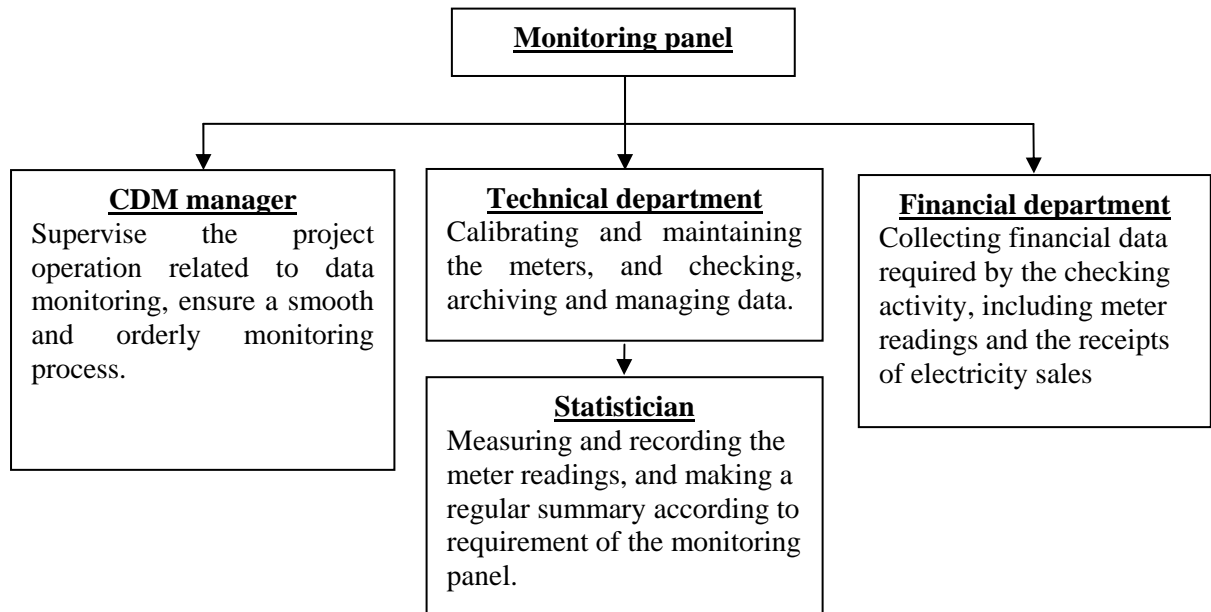 Monitoring panel
CDM manager
Supervise the project
operation related to data
monitoring, ensure a smooth
and orderly monitoring
process.
Technical department
Calibrating and maintaining
the meters, and checking,
archiving and managing data.
Financial department
Collecting financial data
required by the checking
activity, including meter
readings and the receipts
of electricity sales
Statistician
Measuring and recording the
meter readings, and making a
regular summary according to
requirement of the monitoring
panel.